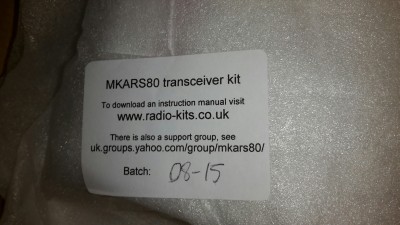 MKARS80 transceiver kit
To download an instruction manual visit
www.radio-kits.co.uk
There is also a support group, see
uk.groups.yahoo.com/group/mkars80/
Batch: 08-15